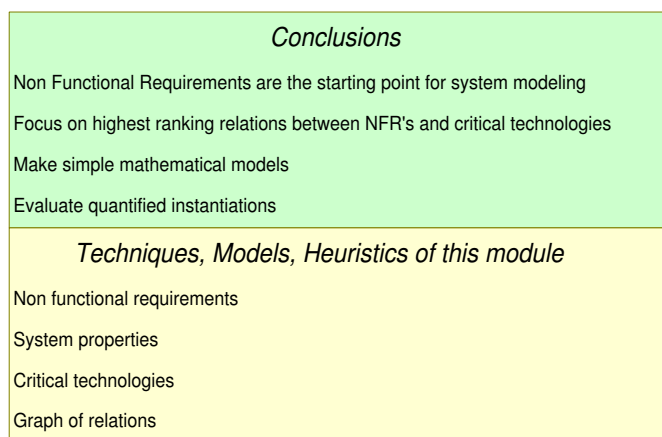 Conclusions
Non Functional Requirements are the starting point for system modeling
Focus on highest ranking relations between NFR's and critical technologies
Make simple mathematical models
Evaluate quantified instantiations
Techniques, Models, Heuristics of this module
Non functional requirements
System properties
Critical technologies
Graph of relations